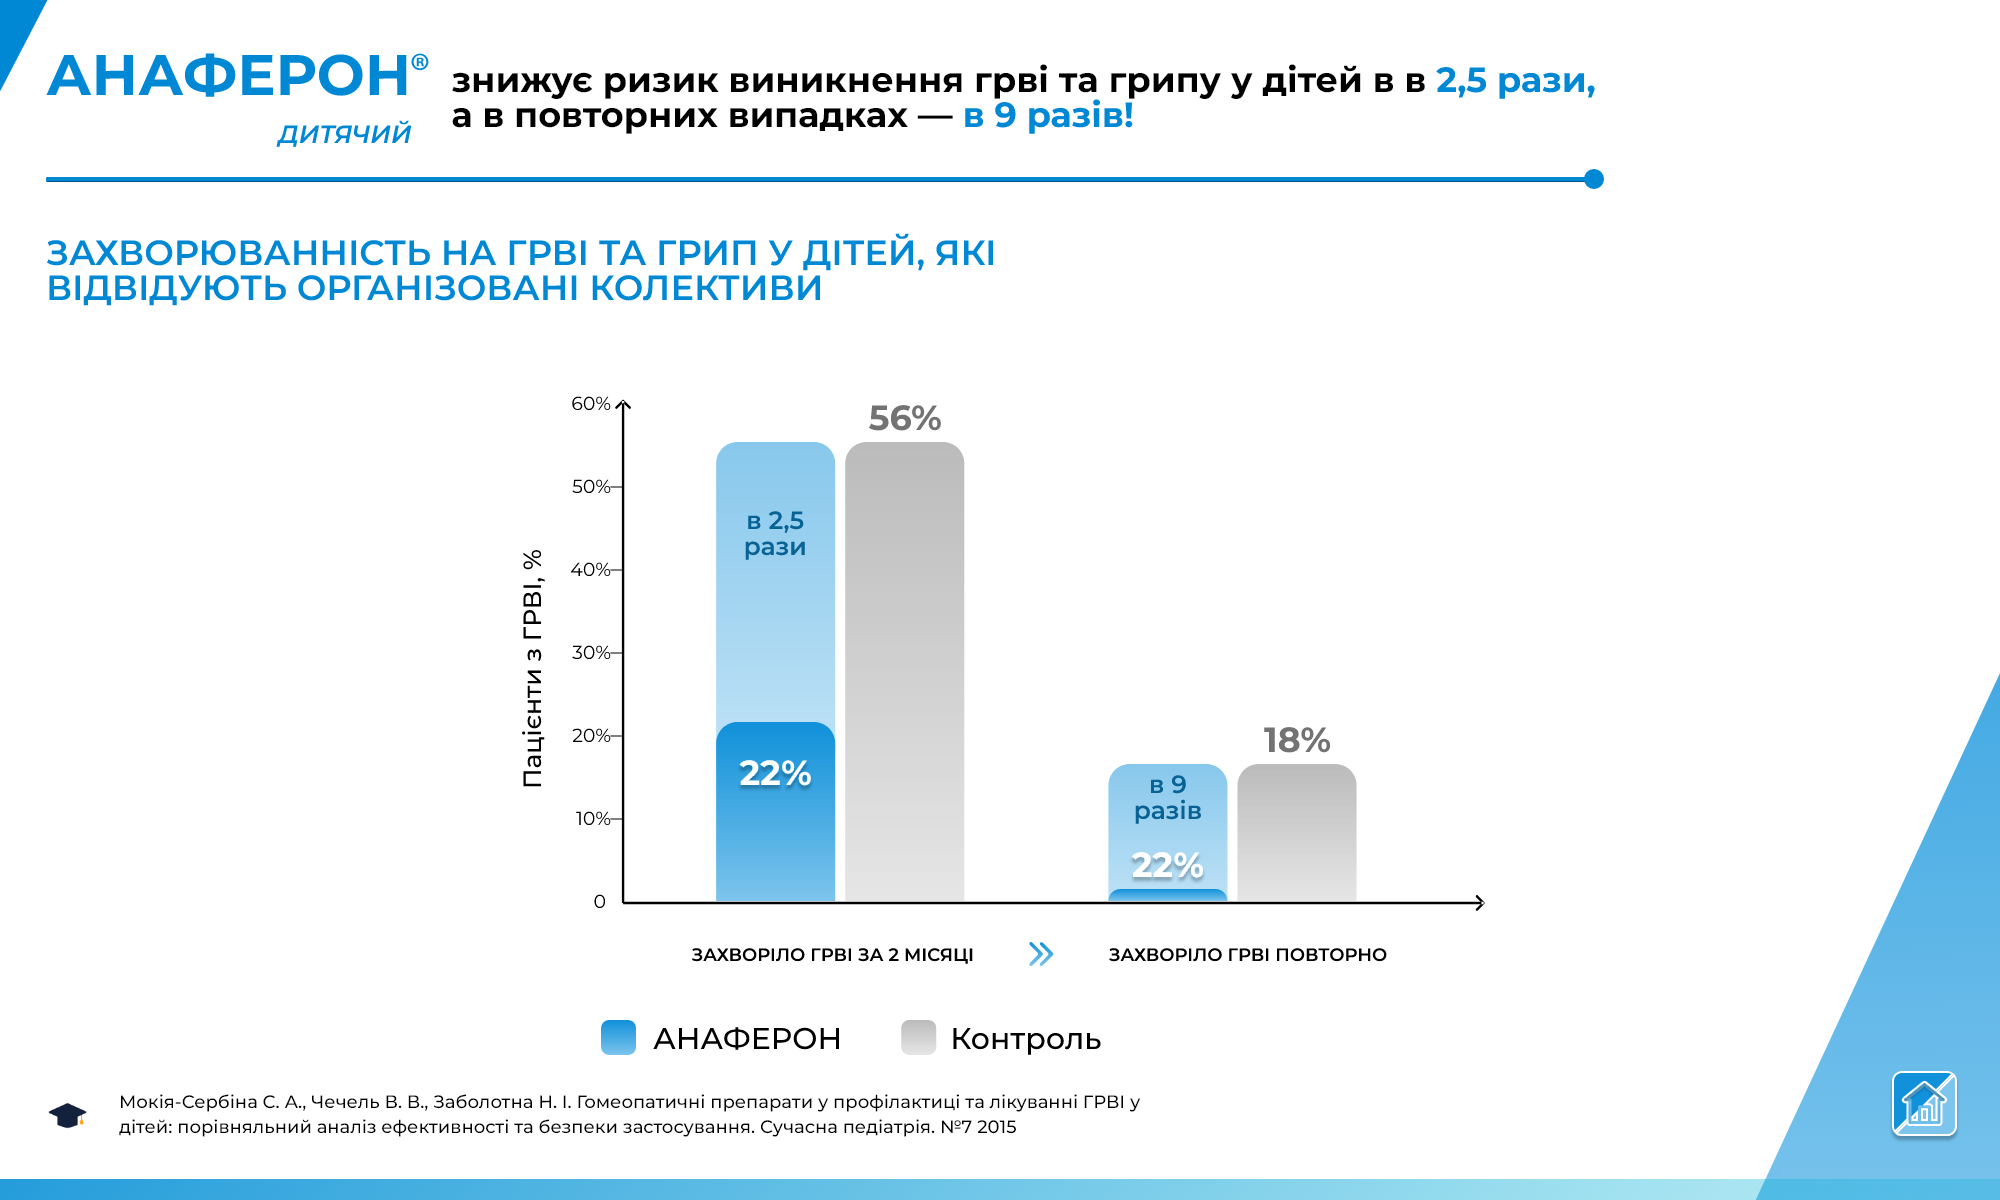 АНАФЕРОН®
дитячий
знижує ризик виникнення грві та грипу у дітей в в 2,5 рази,
а в повторних випадках — в 9 разів!
ЗАХВОРЮВАННІСТЬ НА ГРВІ ТА ГРИП У ДІТЕЙ, ЯКІ
ВІДВІДУЮТЬ ОРГАНІЗОВАНІ КОЛЕКТИВИ
Пацієнти з ГРВІ, %
60%
50%
40%
30%
20%
10%
0
в 2,5
рази
22%
56%
в 9
разів
22%
18%
ЗАХВОРІЛО ГРВІ ЗА 2 МІСЯЦІ
ЗАХВОРІЛО ГРВІ ПОВТОРНО
АНАФЕРОН
Контроль
Мокія-Сербіна С. А., Чечель В. В., Заболотна Н. І. Гомеопатичні препарати у профілактиці та лікуванні ГРВІ у
дітей: порівняльний аналіз ефективності та безпеки застосування. Сучасна педіатрія. №7 2015